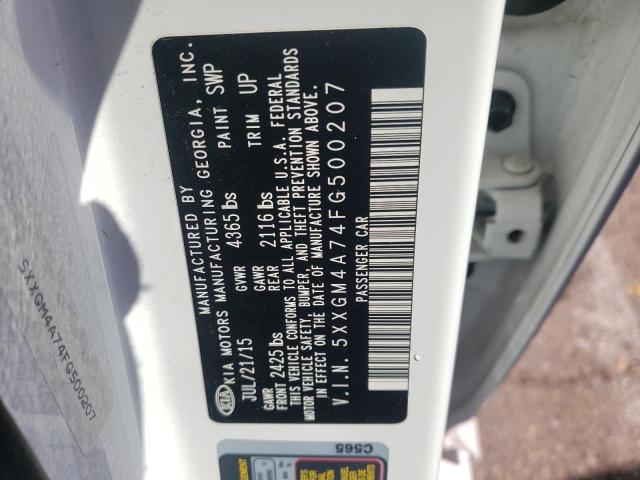 MANUFACTURED BY
KIA KIA MOTORS MANUFACTURING GEORGIA, INC.
JUL/21/15 GVWR 4365 lbs PAINT SWP
GAWR FRONT 2425 lbs GAWR REAR 2116 lbs TRIM UP
THIS VEHICLE CONFORMS TO ALL APPLICABLE U.S.A. FEDERAL
MOTOR VEHICLE SAFETY, BUMPER, AND THEFT PREVENTION STANDARDS
IN EFFECT ON THE DATE OF MANUFACTURE SHOWN ABOVE.
V.I.N. 5XXGM4A74FG500207
PASSENGER CAR
5XXGM4A74FG500207
C565